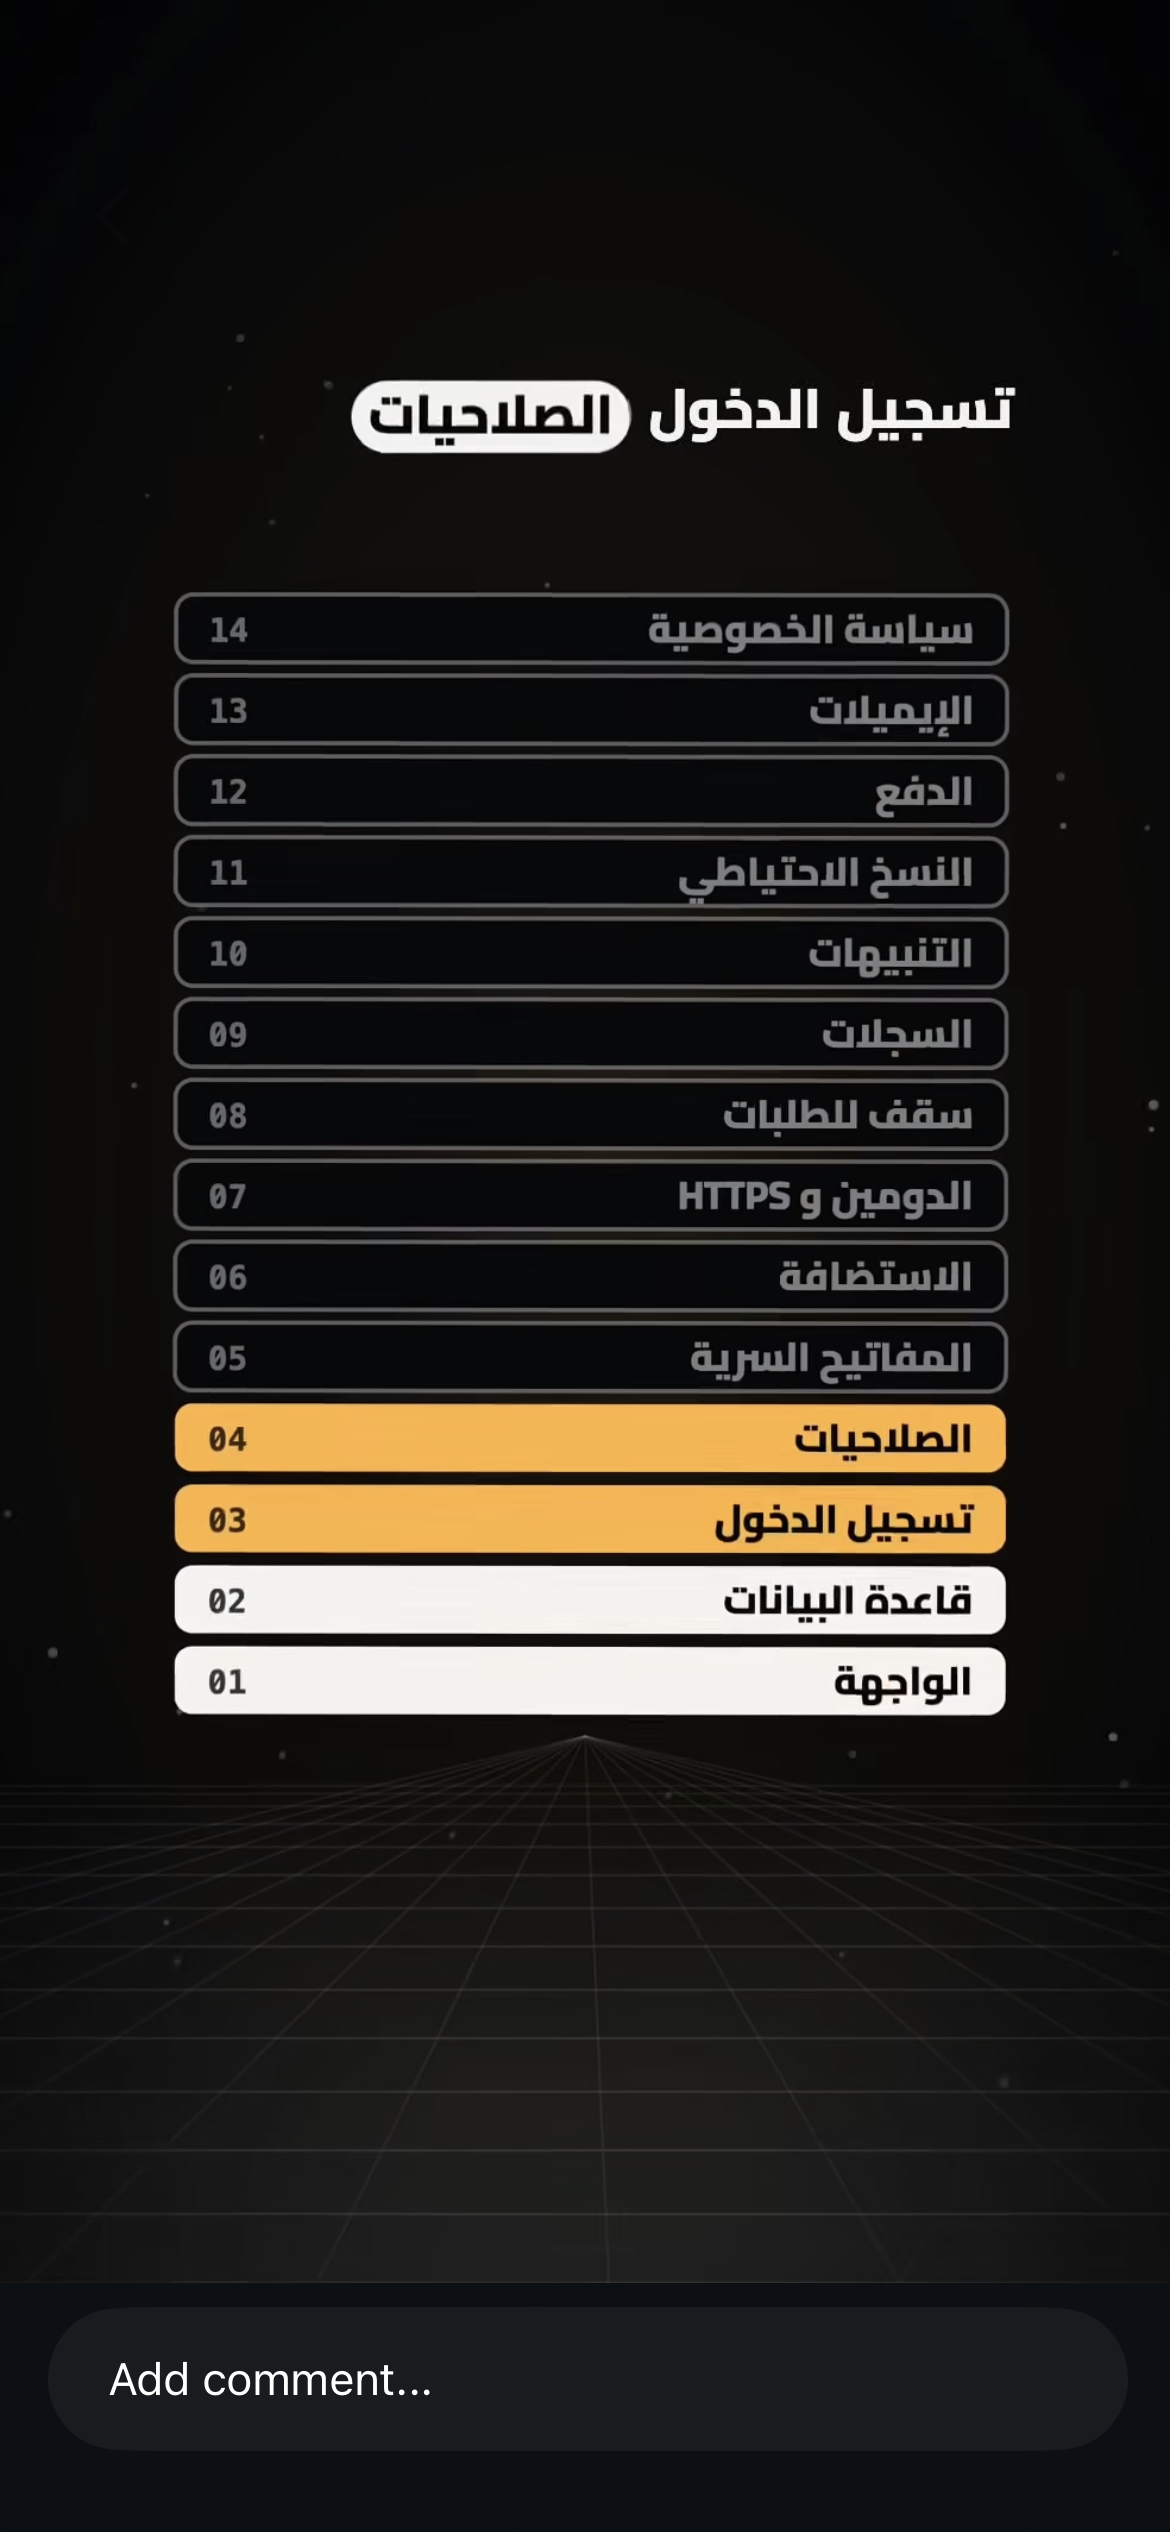 تسجيل الدخول الصلاحيات
سياسة الخصوصية 14
الإيميلات 13
الدفع 12
النسخ الاحتياطي 11
التنبيهات 10
السجلات 09
سقف للطلبات 08
الدومين و HTTPS 07
الاستضافة 06
المفاتيح السرية 05
الصلاحيات 04
تسجيل الدخول 03
قاعدة البيانات 02
الواجهة 01
Add comment...